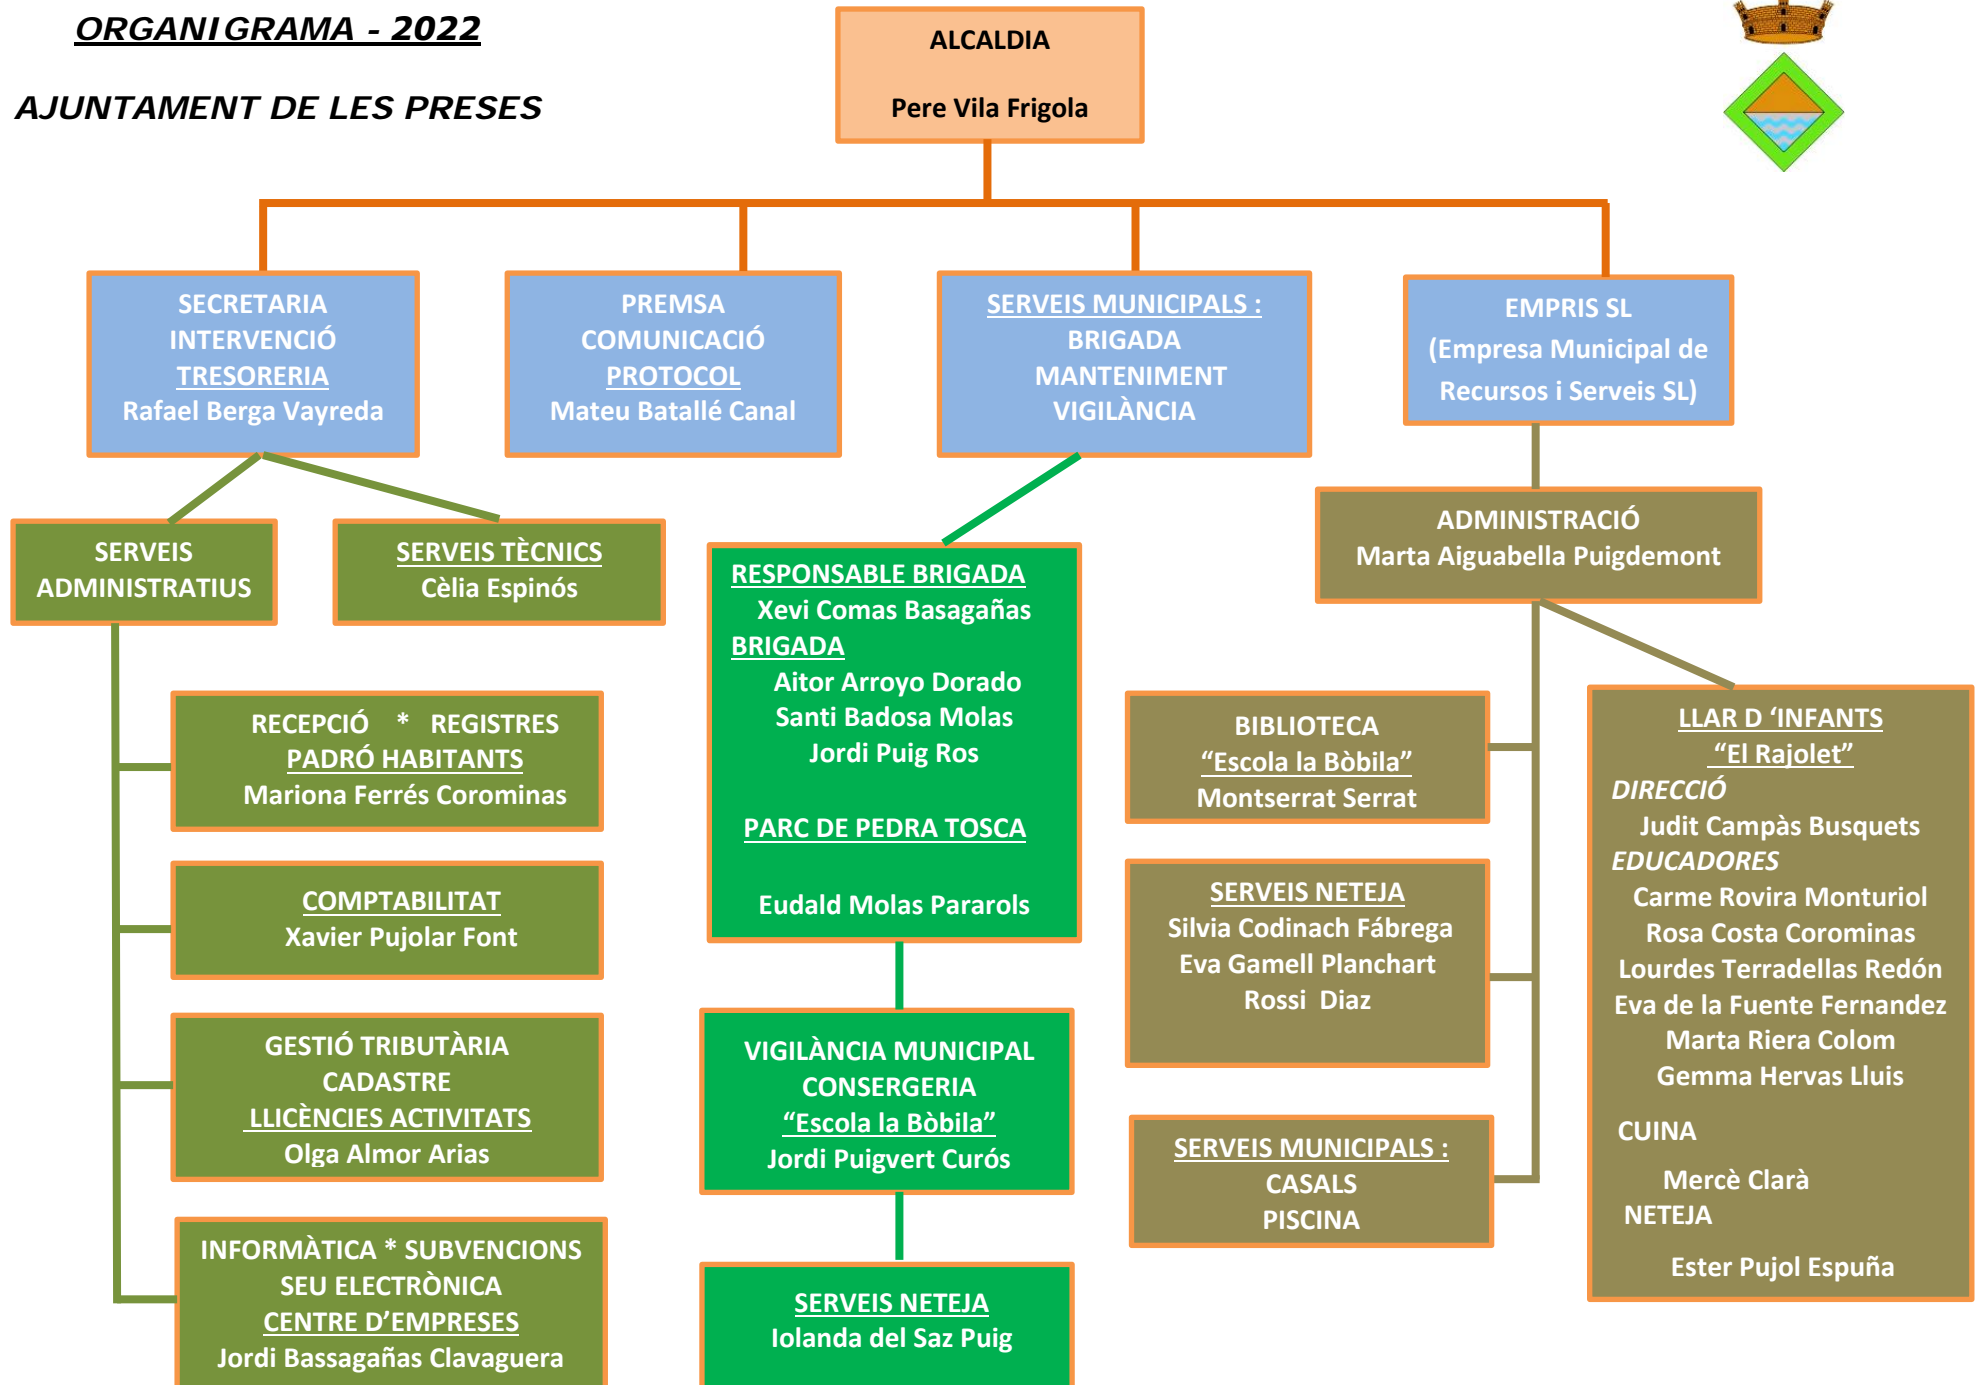 ORGANIGRAMA - 2022
AJUNTAMENT DE LES PRESES
ALCALDIA
Pere Vila Frigola
SECRETARIA
INTERVENCIÓ
TRESORERIA
Rafael Berga Vayreda
PREMSA
COMUNICACIÓ
PROTOCOL
Mateu Batallé Canal
SERVEIS MUNICIPALS :
BRIGADA
MANTENIMENT
VIGILÀNCIA
EMPRIS SL
(Empresa Municipal de
Recursos i Serveis SL)
SERVEIS
ADMINISTRATIUS
SERVEIS TÈCNICS
Cèlia Espinós
RECEPCIÓ * REGISTRES
PADRÓ HABITANTS
Mariona Ferrés Corominas
COMPTABILITAT
Xavier Pujolar Font
GESTIÓ TRIBUTÀRIA
CADASTRE
LLICÈNCIES ACTIVITATS
Olga Almor Arias
INFORMÀTICA * SUBVENCIONS
SEU ELECTRÒNICA
CENTRE D’EMPRESES
Jordi Bassagañas Clavaguera
RESPONSABLE BRIGADA
Xevi Comas Basagañas
BRIGADA
Aitor Arroyo Dorado
Santi Badosa Molas
Jordi Puig Ros
PARC DE PEDRA TOSCA
Eudald Molas Pararols
VIGILÀNCIA MUNICIPAL
CONSERGERIA
“Escola la Bòbila”
Jordi Puigvert Curós
SERVEIS NETEJA
Iolanda del Saz Puig
ADMINISTRACIÓ
Marta Aiguabella Puigdemont
BIBLIOTECA
“Escola la Bòbila”
Montserrat Serrat
SERVEIS NETEJA
Silvia Codinach Fábrega
Eva Gamell Planchart
Rossi Diaz
SERVEIS MUNICIPALS :
CASALS
PISCINA
LLAR D ‘INFANTS
“El Rajolet”
DIRECCIÓ
Judit Campàs Busquets
EDUCADORES
Carme Rovira Monturiol
Rosa Costa Corominas
Lourdes Terradellas Redón
Eva de la Fuente Fernandez
Marta Riera Colom
Gemma Hervas Lluis
CUINA
Mercè Clarà
NETEJA
Ester Pujol Espuña